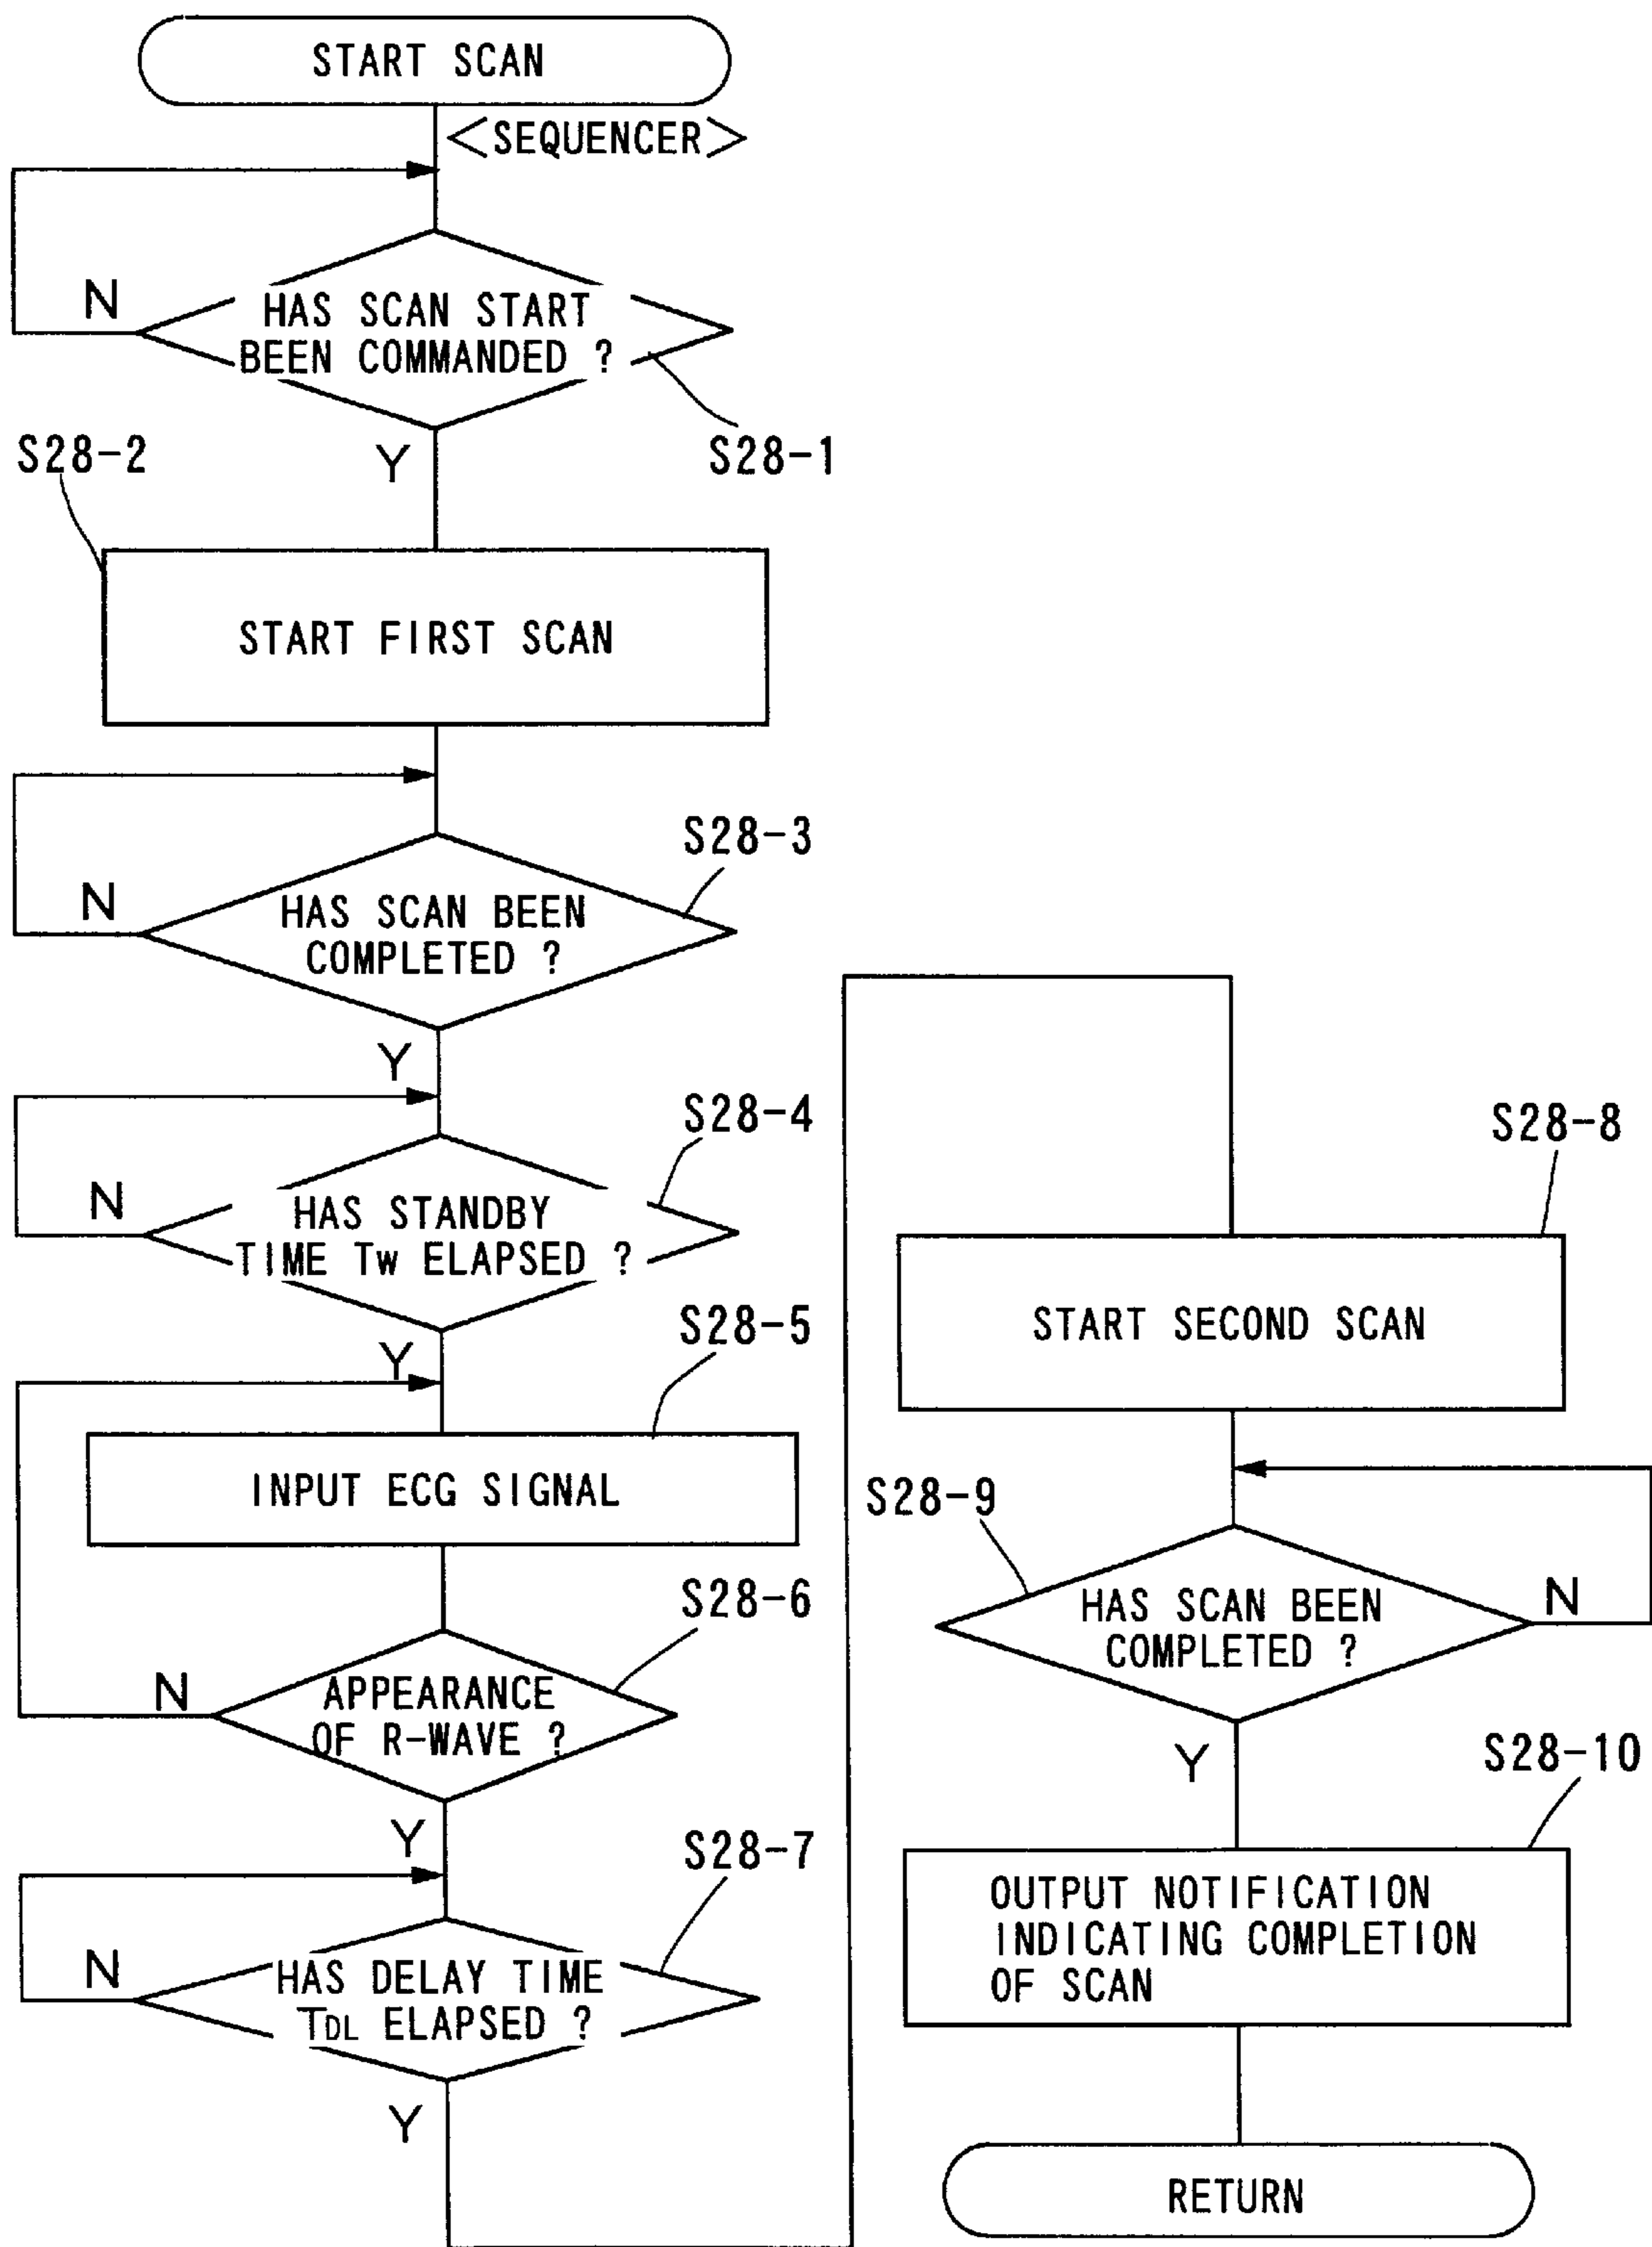 START SCAN
<SEQUENCER>
N
HAS SCAN START
BEEN COMMANDED ?
S28-1
Y
S28-2
START FIRST SCAN
S28-3
N
HAS SCAN BEEN
COMPLETED ?
Y
S28-4
N
HAS STANDBY
TIME TW ELAPSED ?
Y
S28-5
INPUT ECG SIGNAL
S28-6
N
APPEARANCE
OF R-WAVE ?
Y
S28-7
N
HAS DELAY TIME
TDL ELAPSED ?
Y
S28-8
START SECOND SCAN
S28-9
HAS SCAN BEEN
COMPLETED ?
N
Y
S28-10
OUTPUT NOTIFICATION
INDICATING COMPLETION
OF SCAN
RETURN